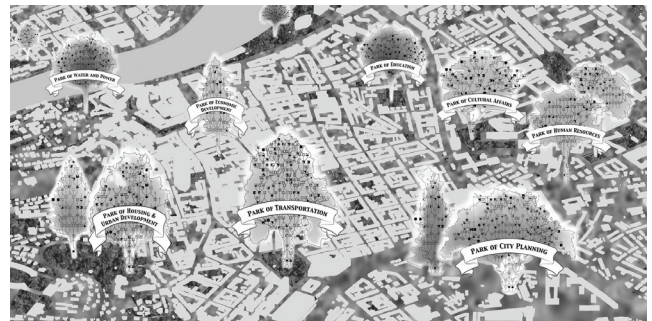 Park of Water and Power
Park of Economic
Development
Park of Education
Park of Cultural Affairs
Park of Human Resources
Park of Housing &
Urban Development
Park of Transportation
Park of City Planning